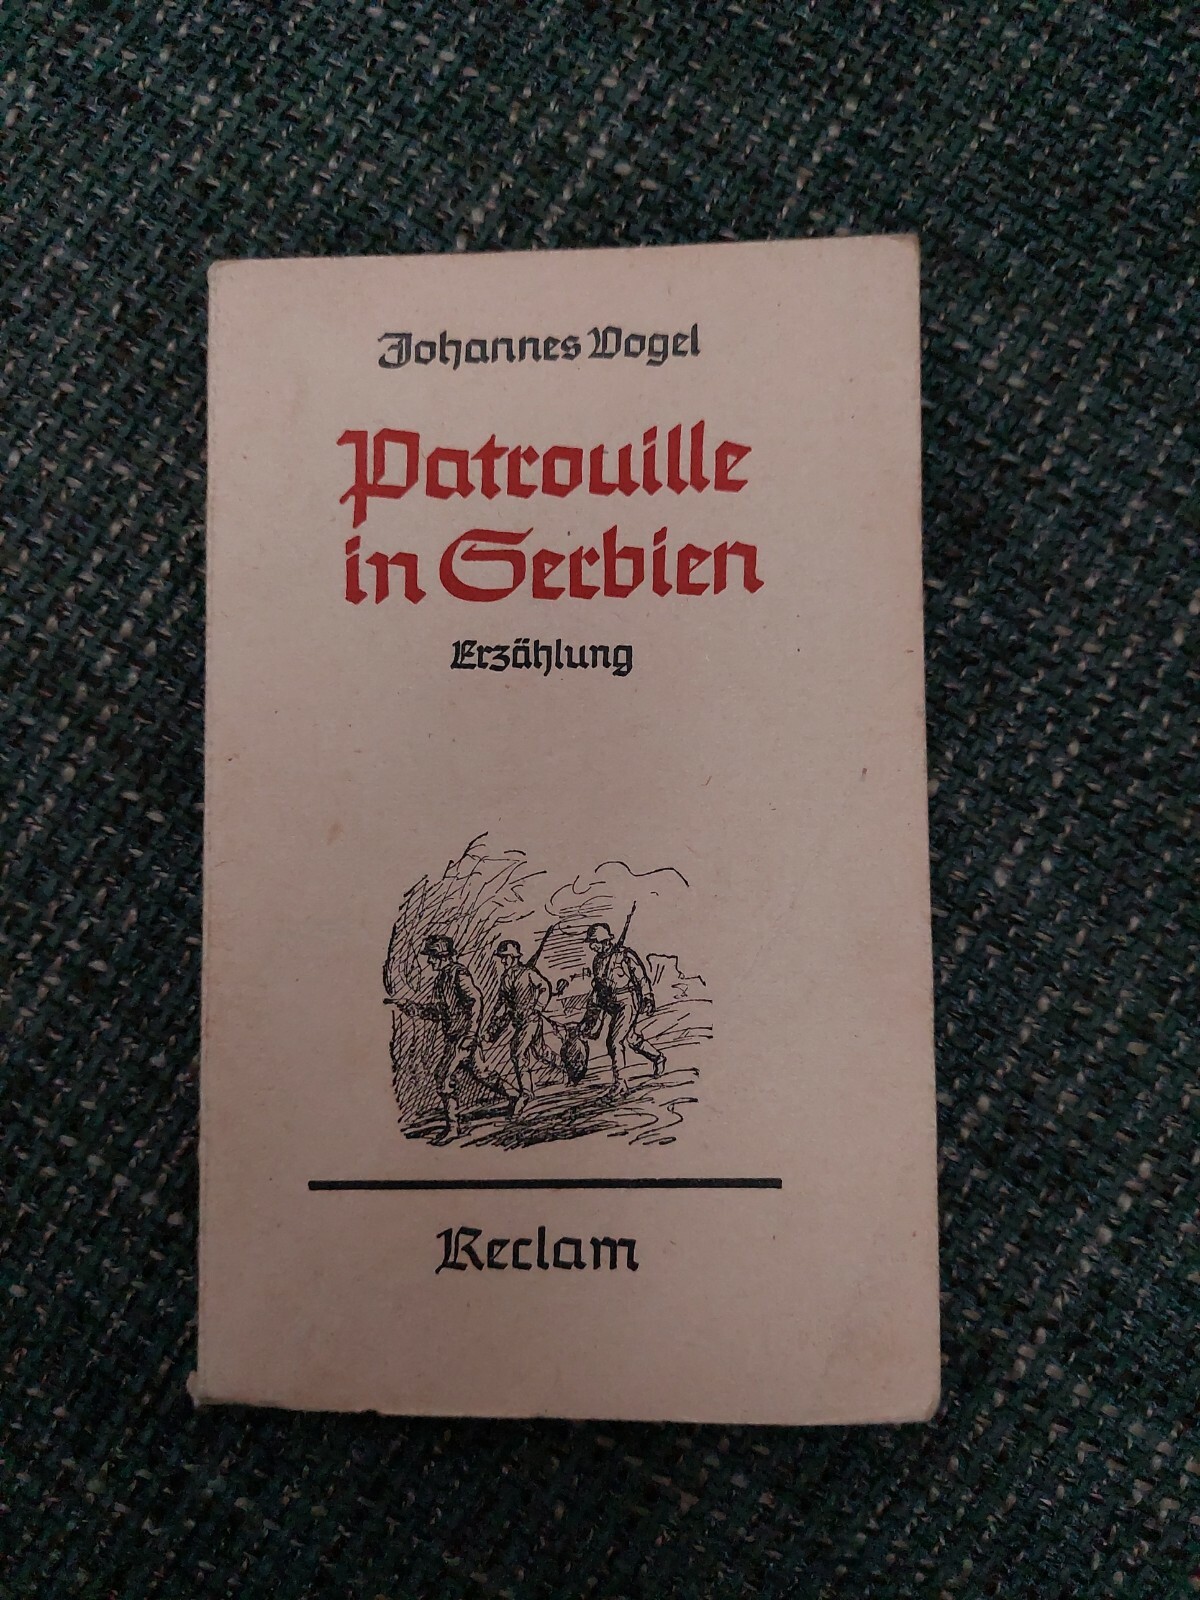 Johannes Vogel
Patrouille
in Serbien
Erzählung
Reclam